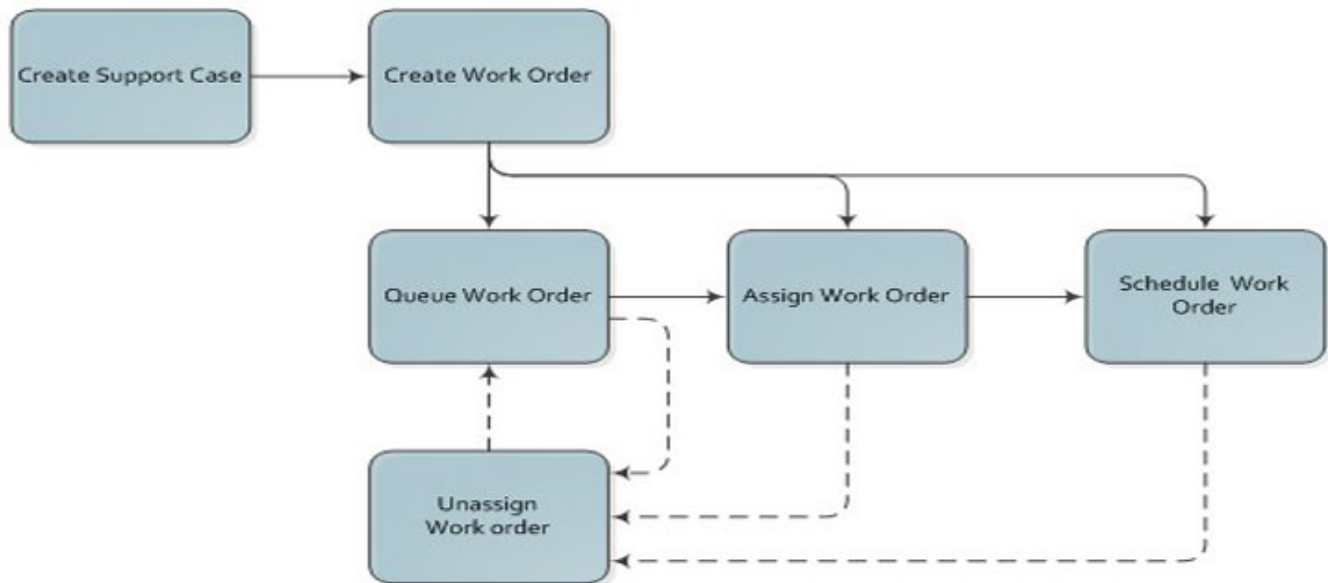 Create Support Case
Create Work Order
Queue Work Order
Assign Work Order
Schedule Work
Order
Unassign
Work order